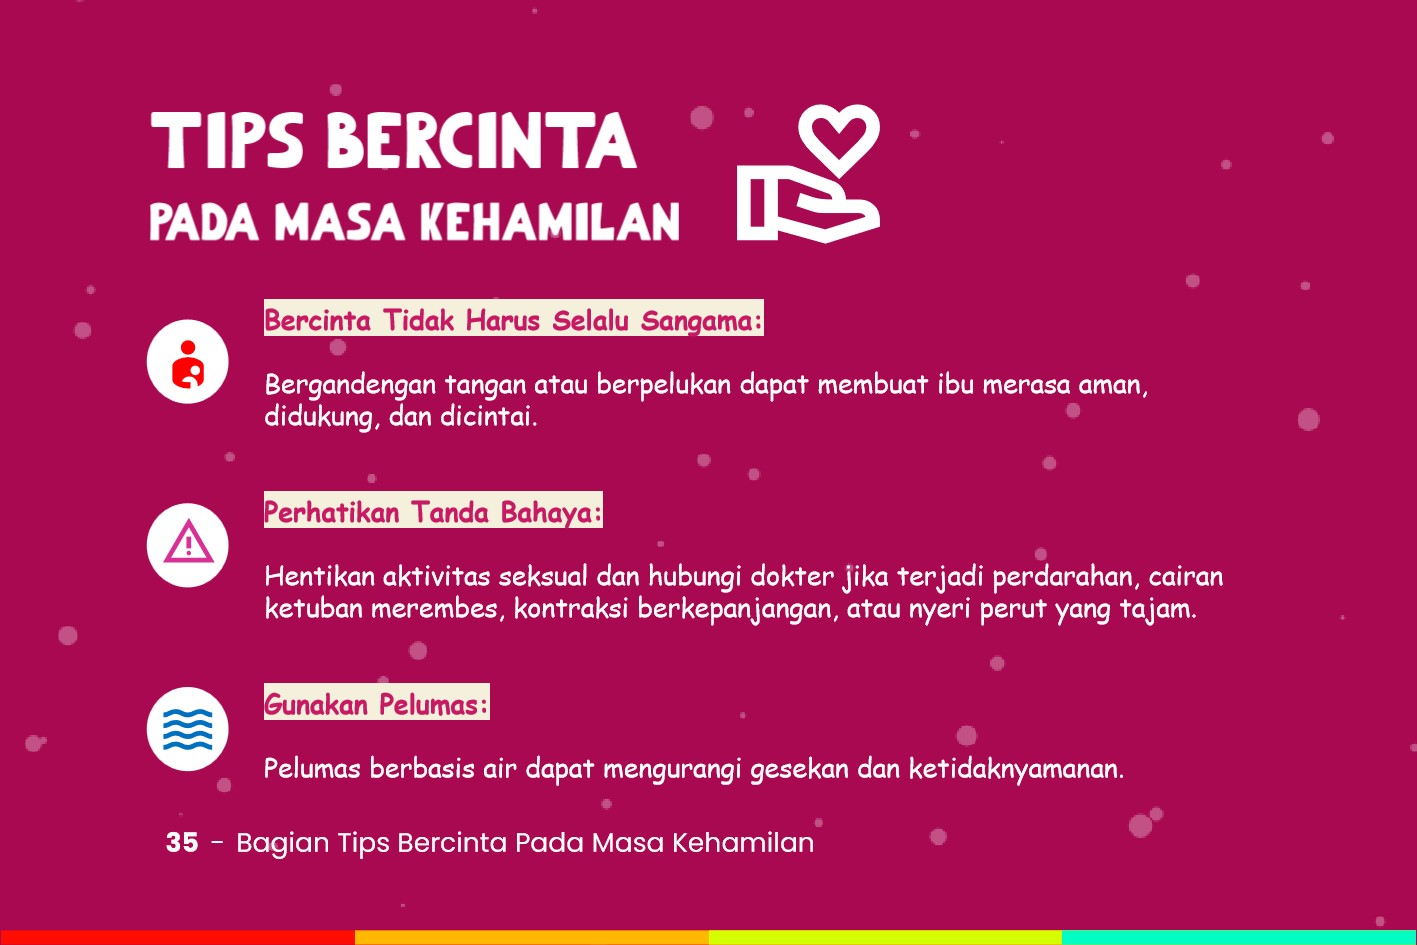 TIPS BERCINTA
PADA MASA KEHAMILAN
Bercinta Tidak Harus Selalu Sangama:
Bergandengan tangan atau berpelukan dapat membuat ibu merasa aman,
didukung, dan dicintai.
Perhatikan Tanda Bahaya:
Hentikan aktivitas seksual dan hubungi dokter jika terjadi perdarahan, cairan
ketuban merembes, kontraksi berkepanjangan, atau nyeri perut yang tajam.
Gunakan Pelumas:
Pelumas berbasis air dapat mengurangi gesekan dan ketidaknyamanan.
35 - Bagian Tips Bercinta Pada Masa Kehamilan